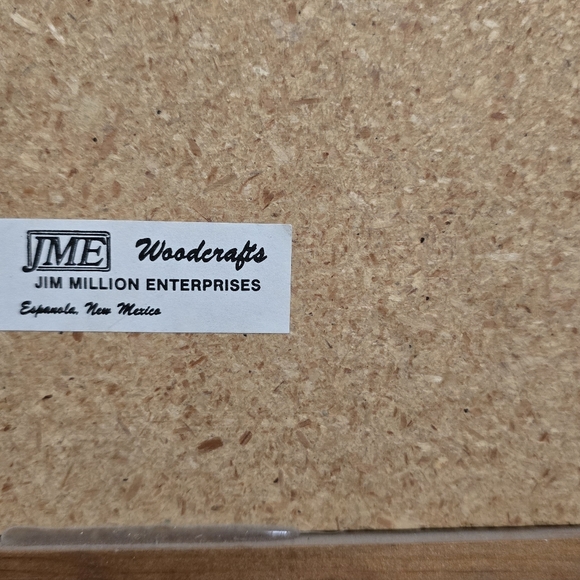 JME Woodcrafts
JIM MILLION ENTERPRISES
Espanola, New Mexico